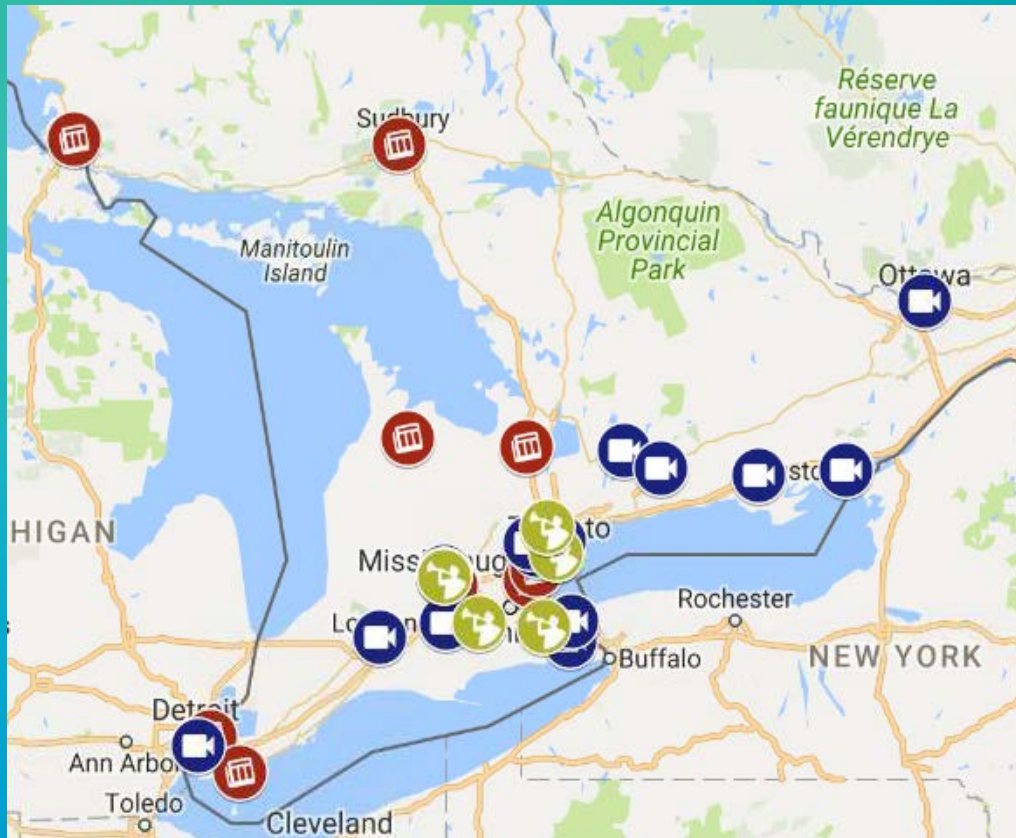 Réserve
faunique La
Vérendrye
Sudbury
Algonquin
Provincial
Park
Manitoulin
Island
Ottawa
HIGAN
Rochester
Buffalo
NEW YORK
Detroit
Ann Arbo
Toledo
Cleveland